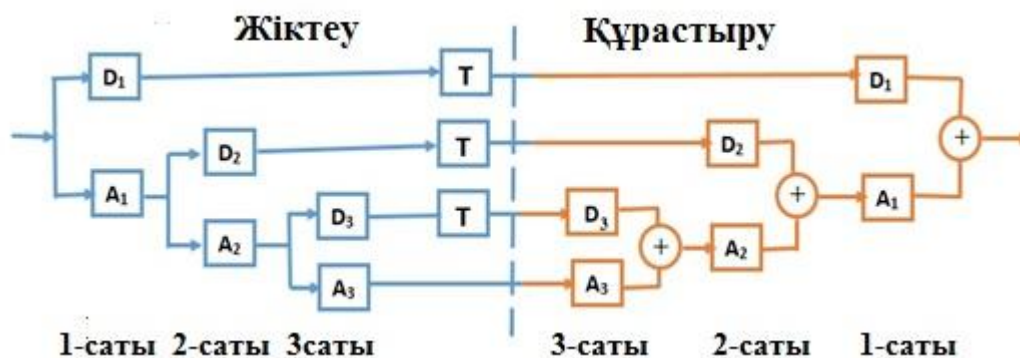 Жіктеу Құрастыру
D₁ T D₁
+
D₂ T D₂
A₁ + A₁
D₃ T D₃
A₂ + A₂
A₃ A₃
1-саты 2-саты 3саты 3-саты 2-саты 1-саты